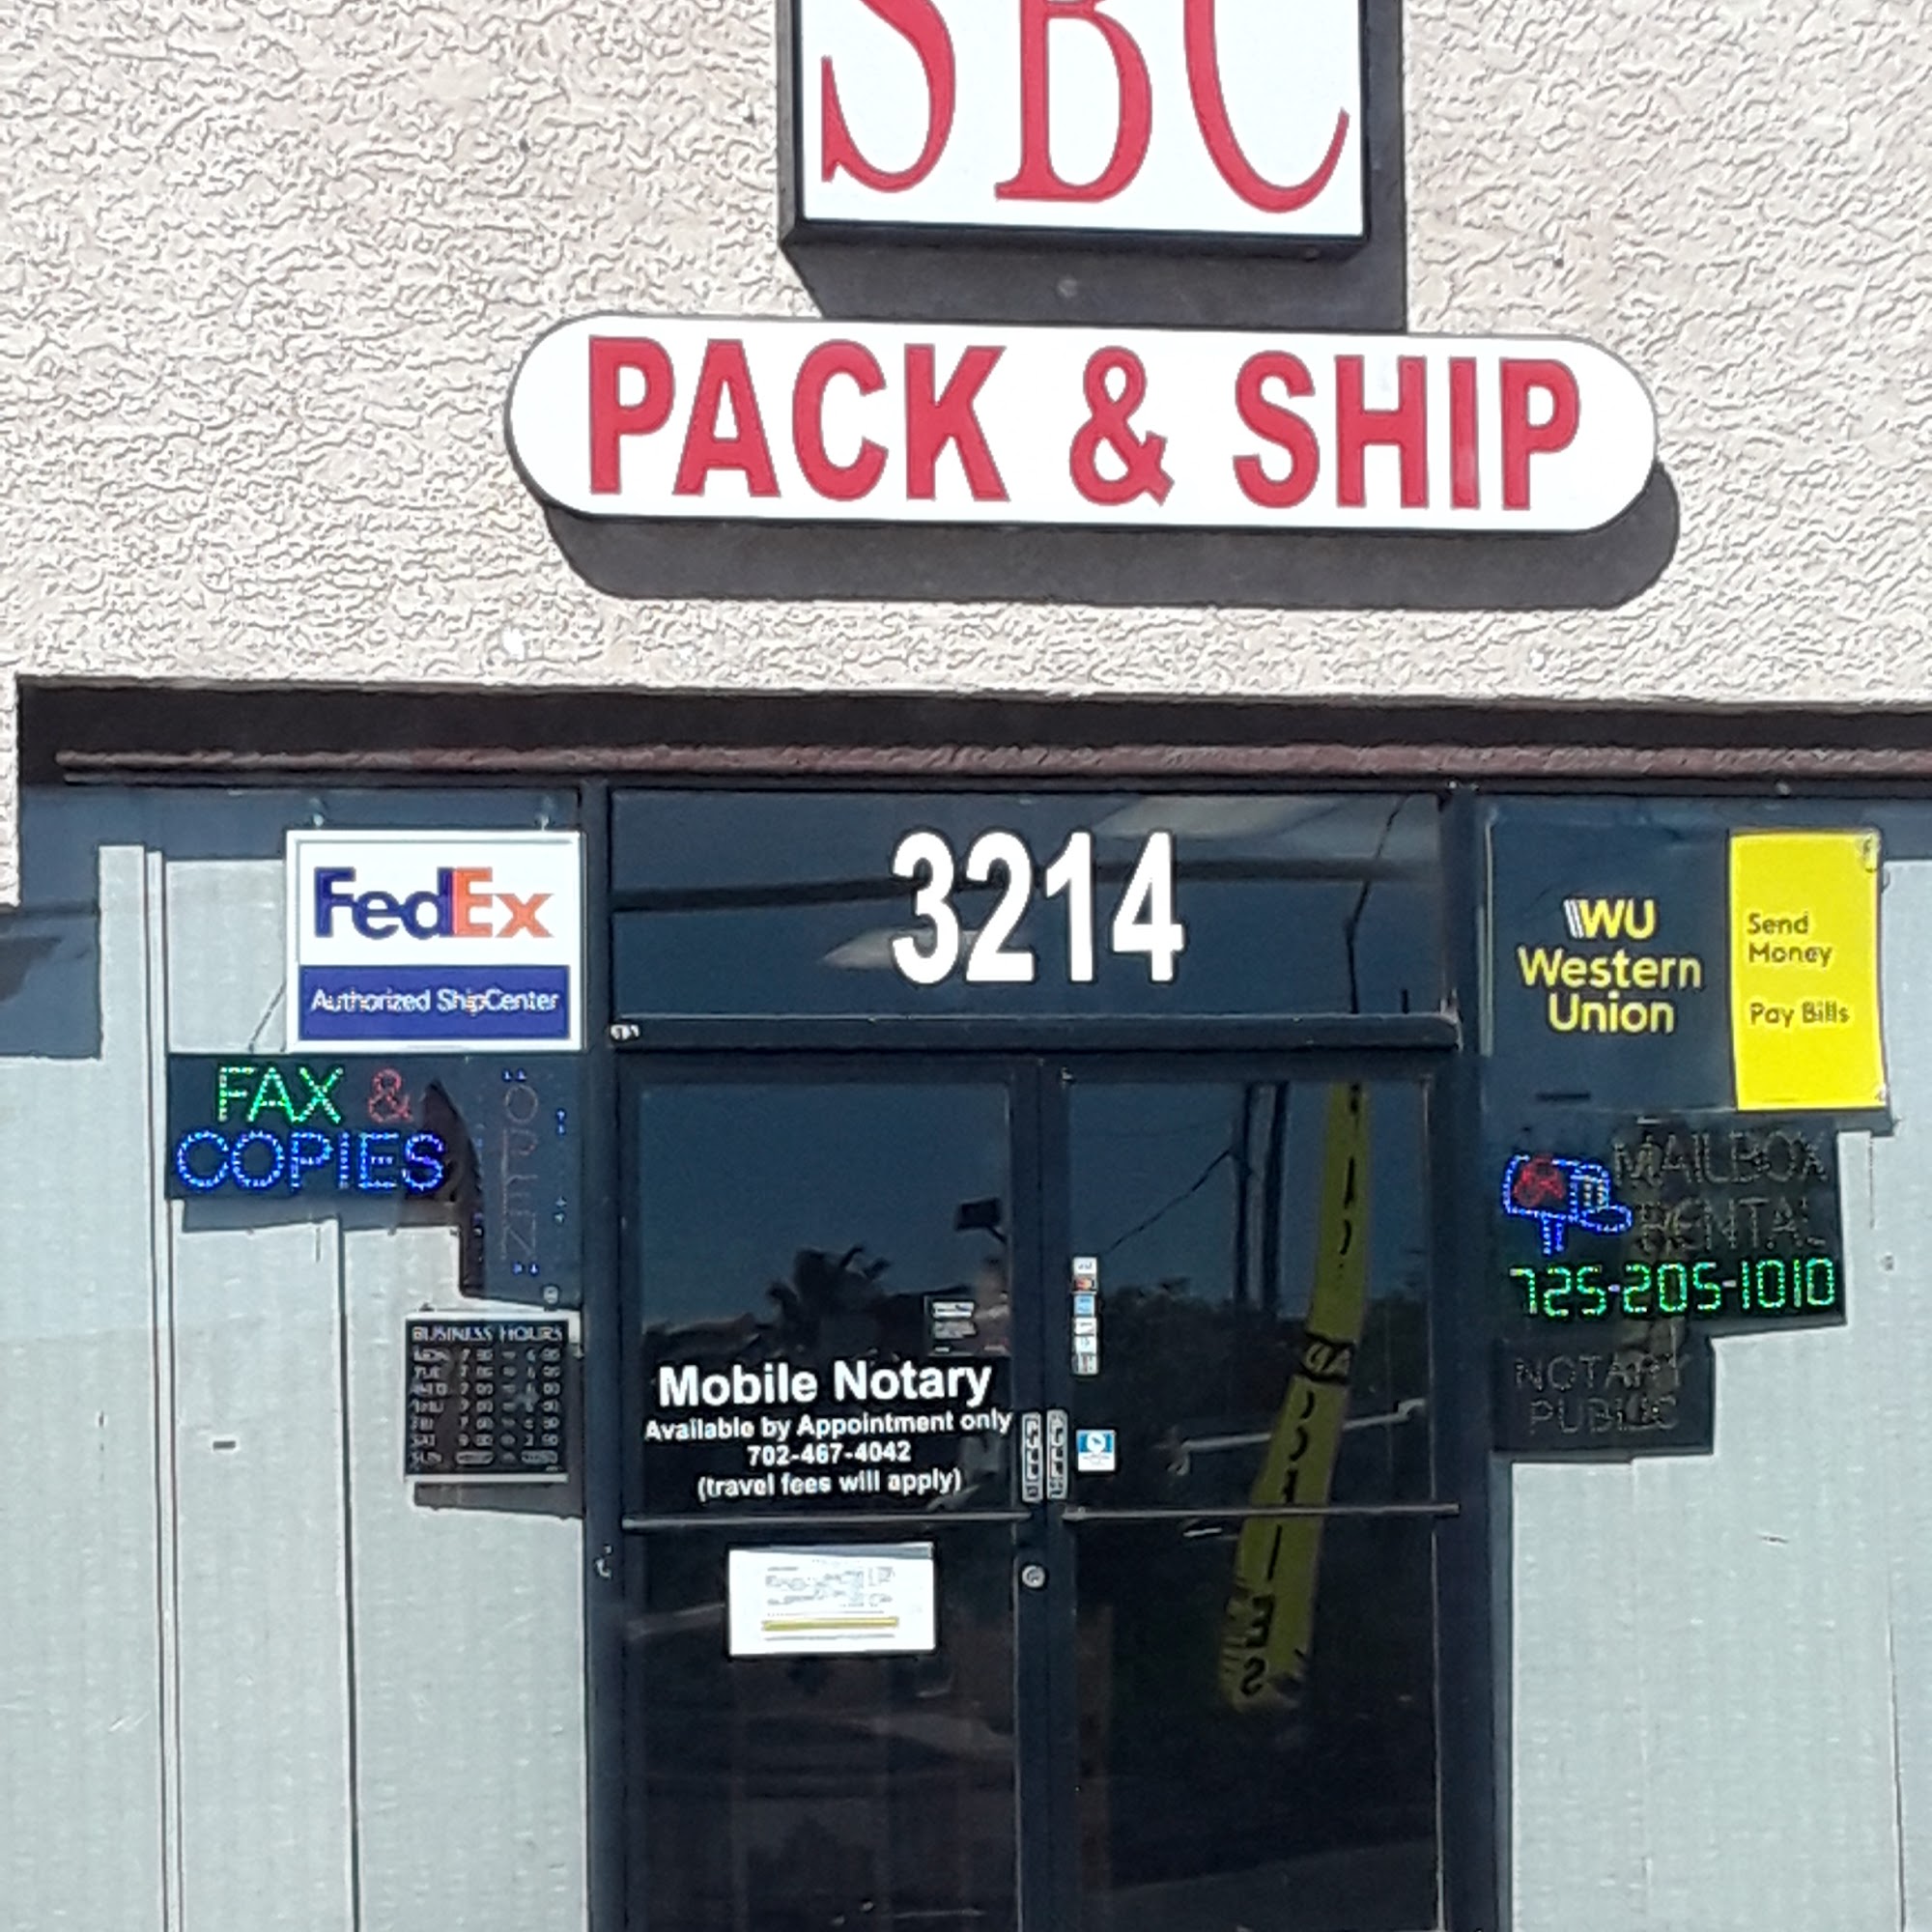 SBC
PACK & SHIP
3214
FedEx
Authorized ShipCenter
FAX &
COPIES
OPEN
BUSINESS HOURS
Mobile Notary
Available by Appointment only
702-467-4042
(travel fees will apply)
WU
Western
Union
Send
Money
Pay Bills
MAILBOX
RENTAL
725-205-1010
NOTARY
PUBLIC